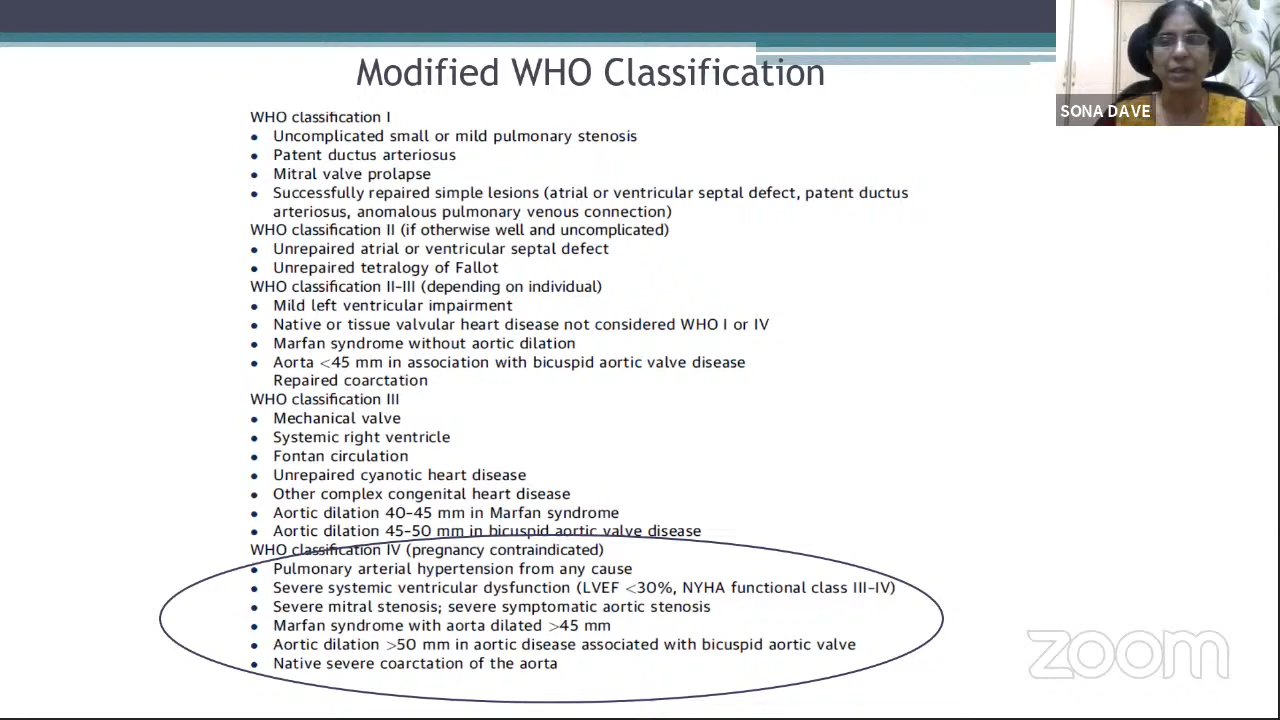 Modified WHO Classification
SONA DAVE
WHO classification I
• Uncomplicated small or mild pulmonary stenosis
• Patent ductus arteriosus
• Mitral valve prolapse
• Successfully repaired simple lesions (atrial or ventricular septal defect, patent ductus
arteriosus, anomalous pulmonary venous connection)
WHO classification II (if otherwise well and uncomplicated)
• Unrepaired atrial or ventricular septal defect
• Unrepaired tetralogy of Fallot
WHO classification II–III (depending on individual)
• Mild left ventricular impairment
• Native or tissue valvular heart disease not considered WHO I or IV
• Marfan syndrome without aortic dilation
• Aorta <45 mm in association with bicuspid aortic valve disease
Repaired coarctation
WHO classification III
• Mechanical valve
• Systemic right ventricle
• Fontan circulation
• Unrepaired cyanotic heart disease
• Other complex congenital heart disease
• Aortic dilation 40–45 mm in Marfan syndrome
• Aortic dilation 45–50 mm in bicuspid aortic valve disease
WHO classification IV (pregnancy contraindicated)
• Pulmonary arterial hypertension from any cause
• Severe systemic ventricular dysfunction (LVEF <30%, NYHA functional class III–IV)
• Severe mitral stenosis; severe symptomatic aortic stenosis
• Marfan syndrome with aorta dilated >45 mm
• Aortic dilation >50 mm in aortic disease associated with bicuspid aortic valve
• Native severe coarctation of the aorta
zoom